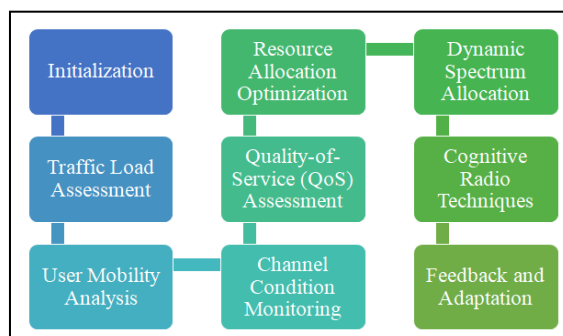 Initialization
Traffic Load
Assessment
User Mobility
Analysis
Channel
Condition
Monitoring
Quality-of-
Service (QoS)
Assessment
Resource
Allocation
Optimization
Dynamic
Spectrum
Allocation
Cognitive
Radio
Techniques
Feedback and
Adaptation